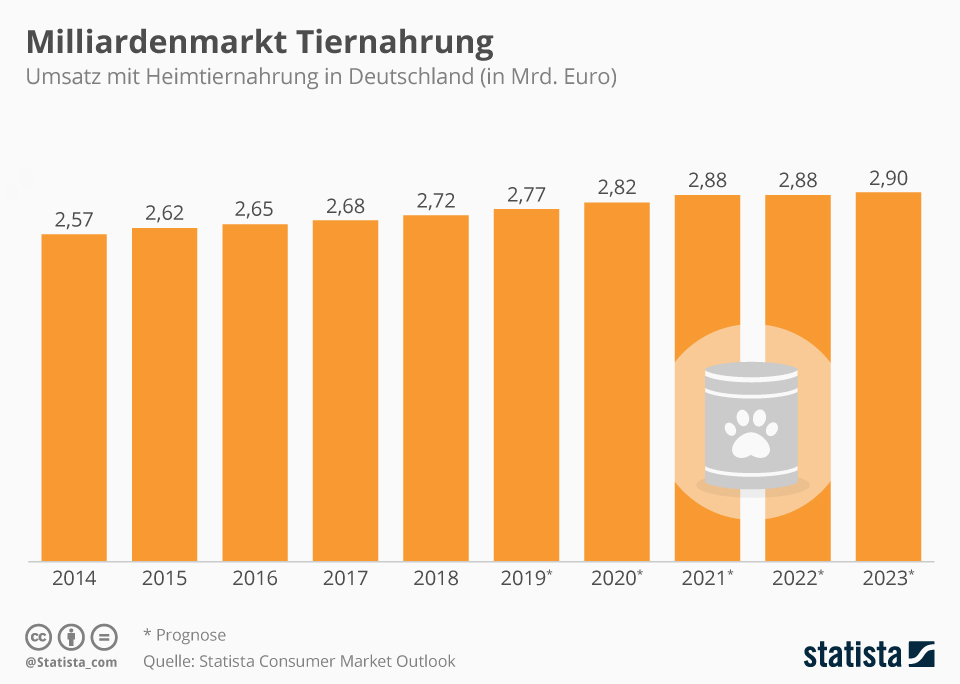 Milliardenmarkt Tiernahrung
Umsatz mit Heimtiernahrung in Deutschland (in Mrd. Euro)
2,57 2,62 2,65 2,68 2,72 2,77 2,82 2,88 2,88 2,90
2014 2015 2016 2017 2018 2019* 2020* 2021* 2022* 2023*
* Prognose
@Statista_com
Quelle: Statista Consumer Market Outlook
cc
statista